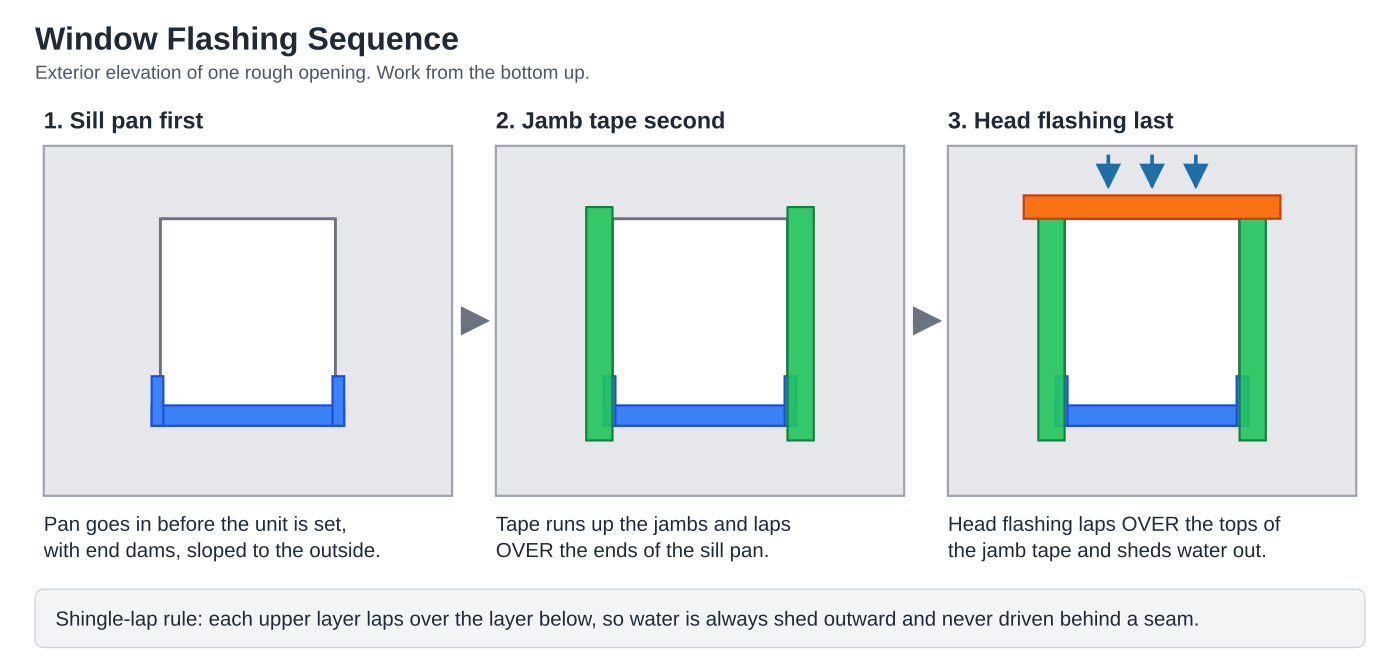 Window Flashing Sequence
Exterior elevation of one rough opening. Work from the bottom up.
1. Sill pan first
2. Jamb tape second
3. Head flashing last
Pan goes in before the unit is set,
with end dams, sloped to the outside.
Tape runs up the jambs and laps
OVER the ends of the sill pan.
Head flashing laps OVER the tops of
the jamb tape and sheds water out.
Shingle-lap rule: each upper layer laps over the layer below, so water is always shed outward and never driven behind a seam.